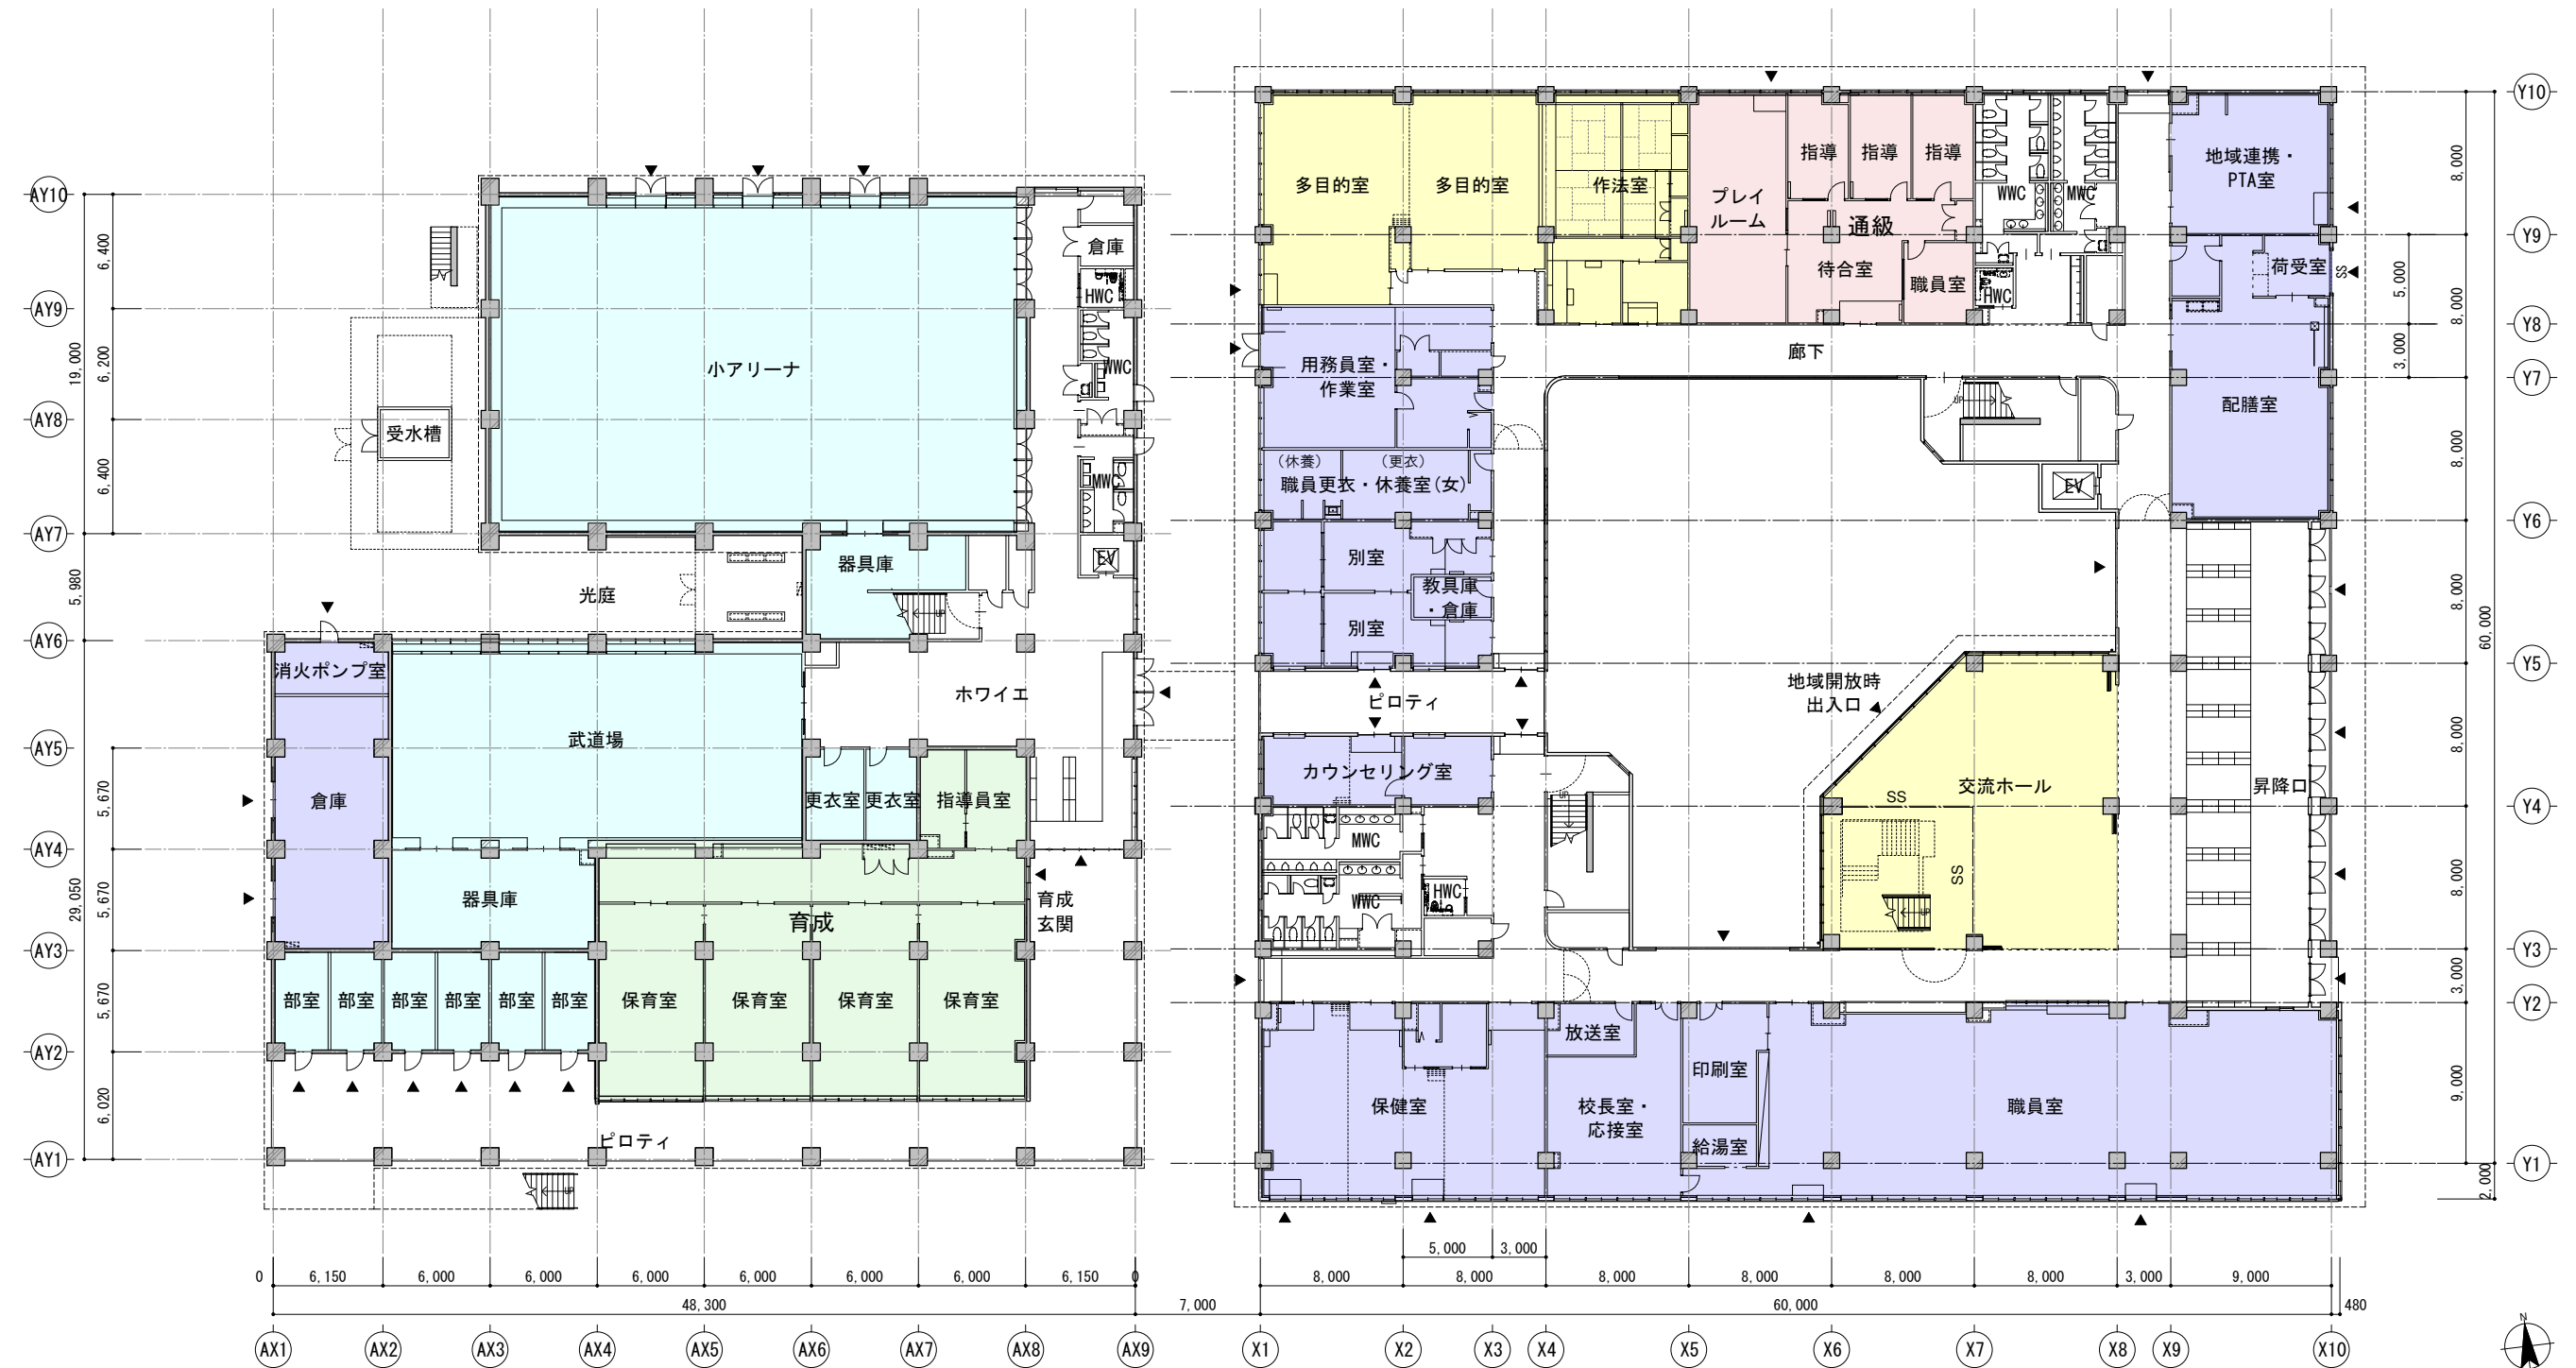 AY10
AY9
AY8
AY7
AY6
AY5
AY4
AY3
AY2
AY1
6,400
6,200
6,400
19,000
5,980
5,670
5,670
5,670
29,050
6,020
小アリーナ
倉庫
HWC
WWC
MWC
EV
受水槽
器具庫
UP
光庭
消火ポンプ室
倉庫
武道場
ホワイエ
更衣室
更衣室
指導員室
器具庫
育成
育成
玄関
部室
部室
部室
部室
部室
部室
保育室
保育室
保育室
保育室
ピロティ
UP
0
6,150
6,000
6,000
6,000
6,000
6,000
6,000
6,150
0
48,300
7,000
AX1
AX2
AX3
AX4
AX5
AX6
AX7
AX8
AX9
多目的室
多目的室
作法室
プレイ
ルーム
指導
指導
指導
通級
待合室
職員室
WWC
MWC
HWC
地域連携・
PTA室
荷受室
SS
配膳室
廊下
UP
EV
用務員室・
作業室
(休養)
(更衣)
職員更衣・休養室(女)
別室
教具庫
・倉庫
別室
ピロティ
カウンセリング室
MWC
WWC
HWC
UP
地域開放時
出入口
交流ホール
SS
SS
UP
昇降口
保健室
放送室
校長室・
応接室
印刷室
給湯室
職員室
5,000
3,000
8,000
8,000
8,000
8,000
8,000
8,000
3,000
9,000
60,000
480
X1
X2
X3
X4
X5
X6
X7
X8
X9
X10
8,000
5,000
8,000
3,000
8,000
8,000
60,000
8,000
8,000
3,000
9,000
2,000
Y10
Y9
Y8
Y7
Y6
Y5
Y4
Y3
Y2
Y1
N